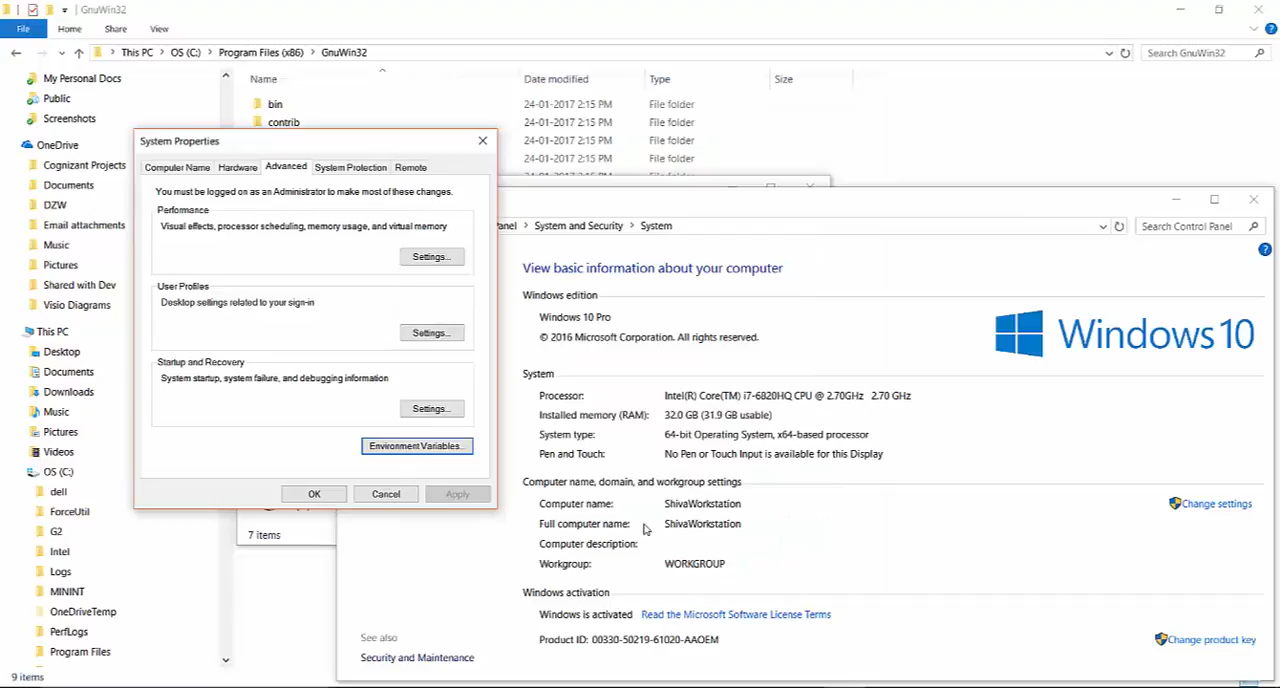 GnuWin32
File Home Share View
This PC > OS (C:) > Program Files (x86) > GnuWin32
Search GnuWin32
Name Date modified Type Size
bin 24-01-2017 2:15 PM File folder
contrib 24-01-2017 2:15 PM File folder
24-01-2017 2:15 PM File folder
24-01-2017 2:15 PM File folder
My Personal Docs
Public
Screenshots
OneDrive
Cognizant Projects
Documents
DZW
Email attachments
Music
Pictures
Shared with Dev
Visio Diagrams
This PC
Desktop
Documents
Downloads
Music
Pictures
Videos
OS (C:)
dell
ForceUtil
G2
Intel
Logs
MININT
OneDriveTemp
PerfLogs
Program Files
9 items
7 items
System Properties
Computer Name Hardware Advanced System Protection Remote
You must be logged on as an Administrator to make most of these changes.
Performance
Visual effects, processor scheduling, memory usage, and virtual memory
Settings...
User Profiles
Desktop settings related to your sign-in
Settings...
Startup and Recovery
System startup, system failure, and debugging information
Settings...
Environment Variables...
OK Cancel Apply
System and Security > System
Search Control Panel
View basic information about your computer
Windows edition
Windows 10 Pro
© 2016 Microsoft Corporation. All rights reserved.
Windows 10
System
Processor: Intel(R) Core(TM) i7-6820HQ CPU @ 2.70GHz 2.70 GHz
Installed memory (RAM): 32.0 GB (31.9 GB usable)
System type: 64-bit Operating System, x64-based processor
Pen and Touch: No Pen or Touch Input is available for this Display
Computer name, domain, and workgroup settings
Computer name: ShivaWorkstation
Change settings
Full computer name: ShivaWorkstation
Computer description:
Workgroup: WORKGROUP
Windows activation
Windows is activated Read the Microsoft Software License Terms
Product ID: 00330-50219-61020-AAOEM
Change product key
See also
Security and Maintenance